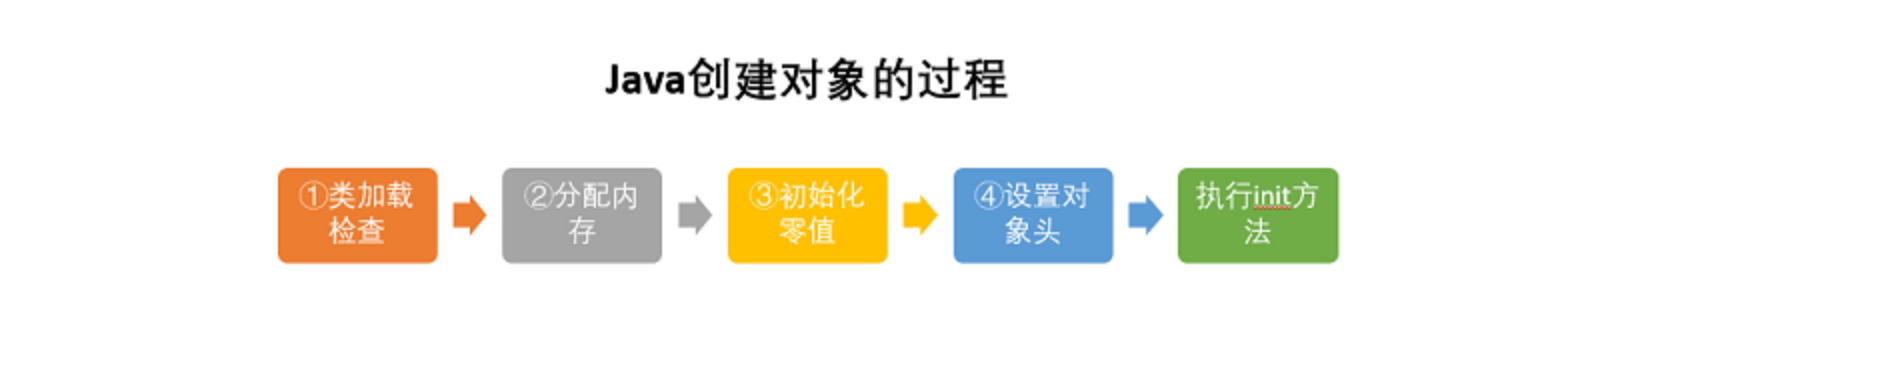 Java创建对象的过程
①类加载
检查
②分配内
存
③初始化
零值
④设置对
象头
执行init方
法